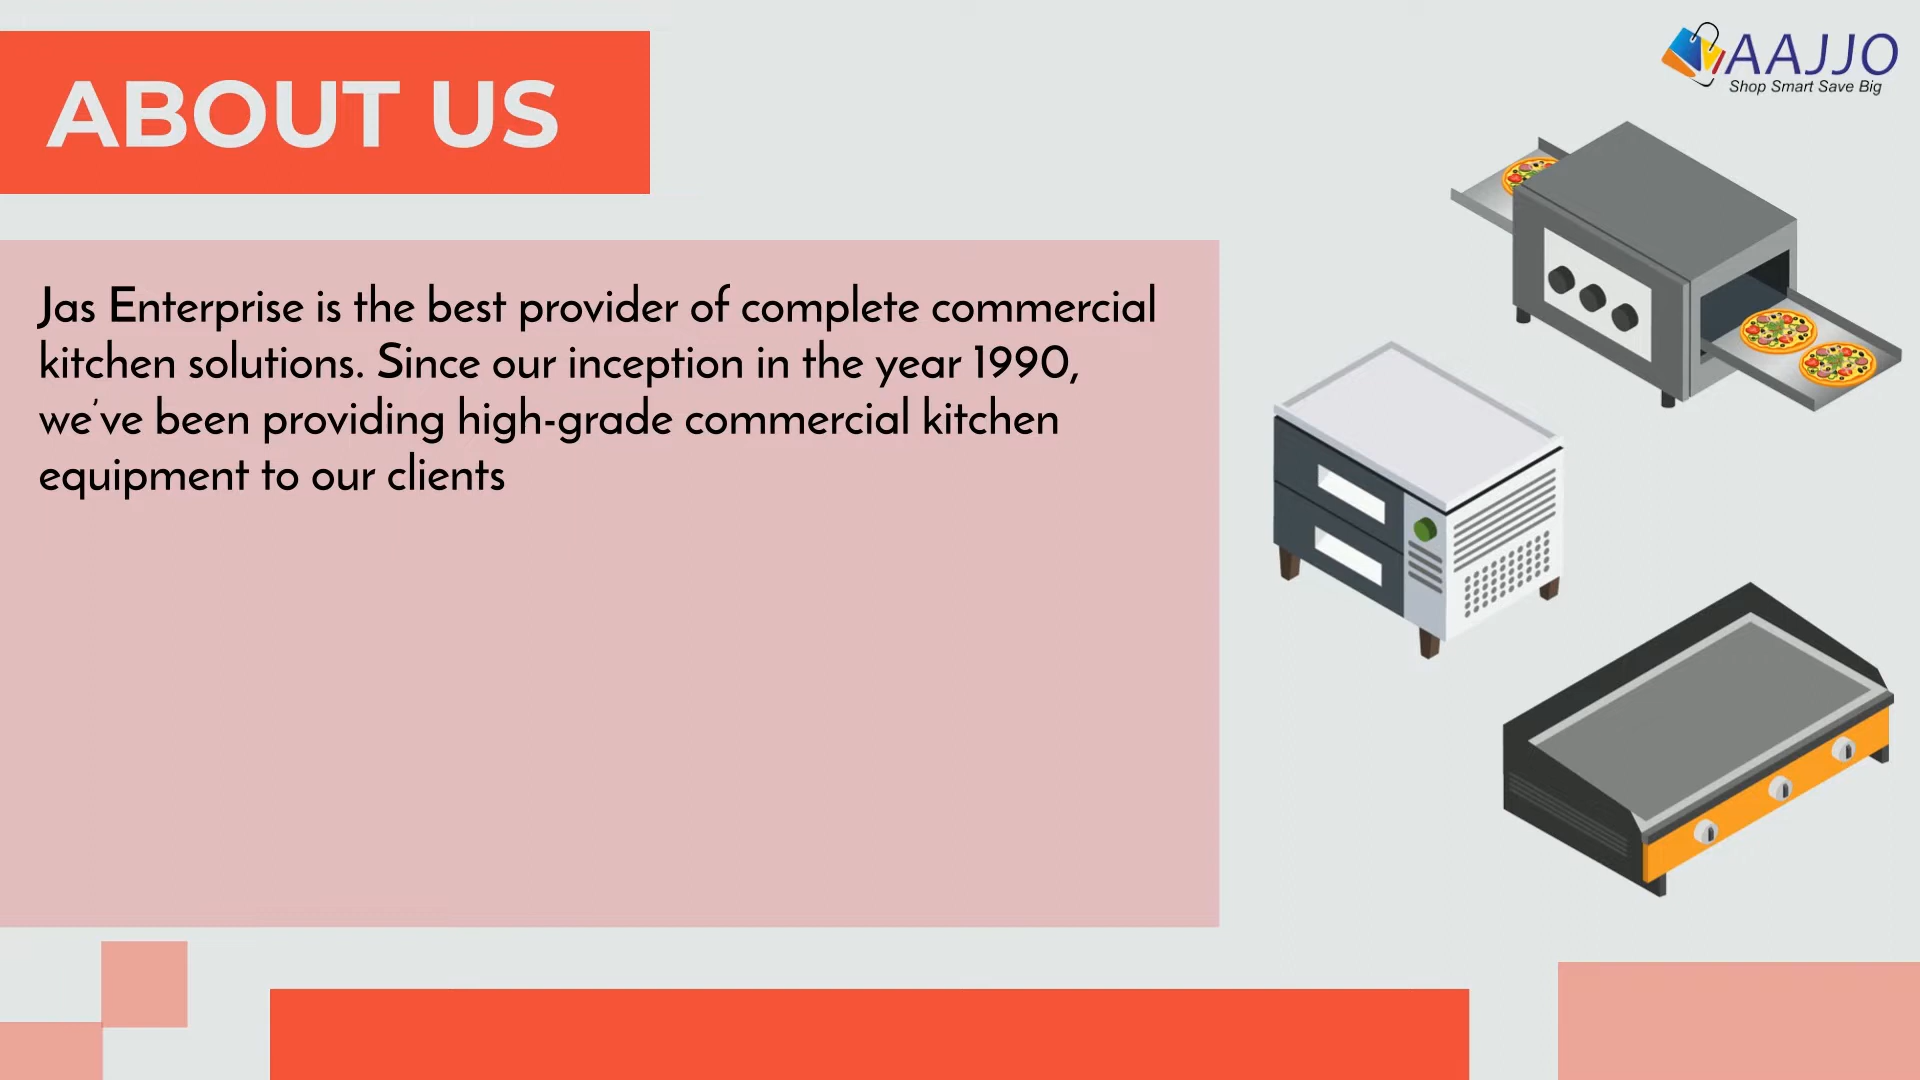 ABOUT US
AAJJO
Shop Smart Save Big
Jas Enterprise is the best provider of complete commercial
kitchen solutions. Since our inception in the year 1990,
we've been providing high-grade commercial kitchen
equipment to our clients